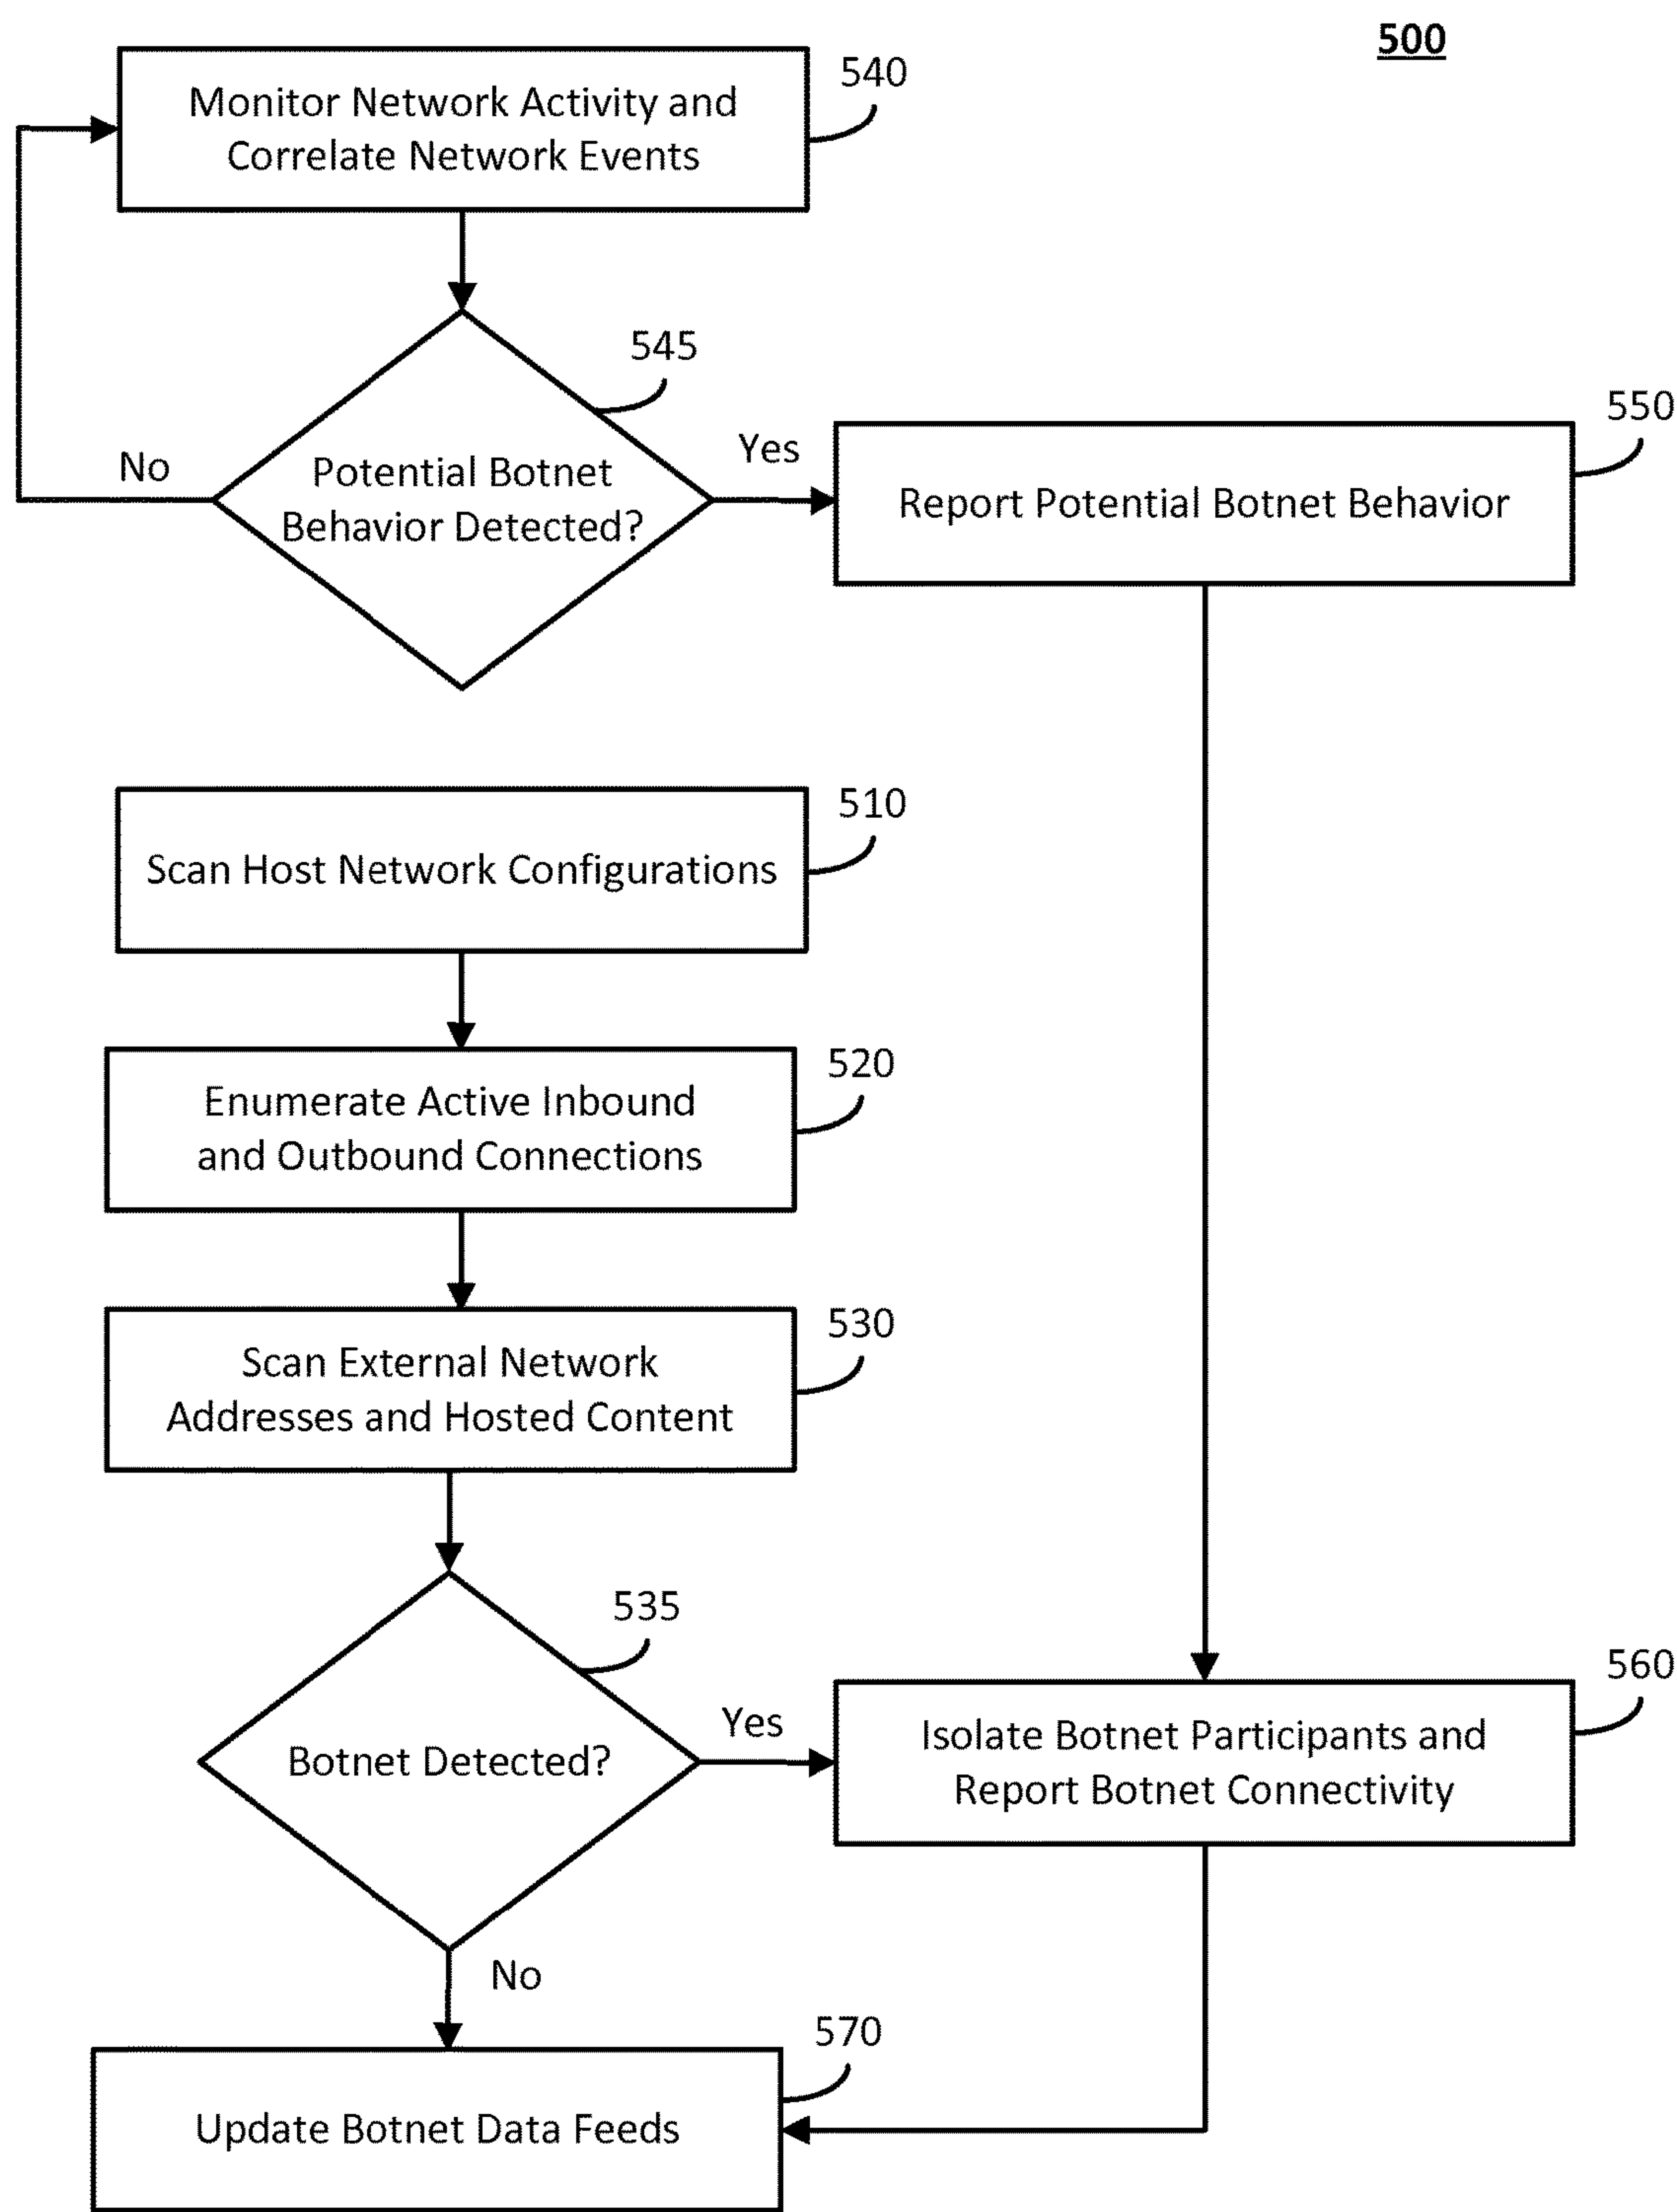 500
540
Monitor Network Activity and
Correlate Network Events
545
Potential Botnet
Behavior Detected?
No
Yes
550
Report Potential Botnet Behavior
510
Scan Host Network Configurations
520
Enumerate Active Inbound
and Outbound Connections
530
Scan External Network
Addresses and Hosted Content
535
Botnet Detected?
Yes
560
Isolate Botnet Participants and
Report Botnet Connectivity
No
570
Update Botnet Data Feeds